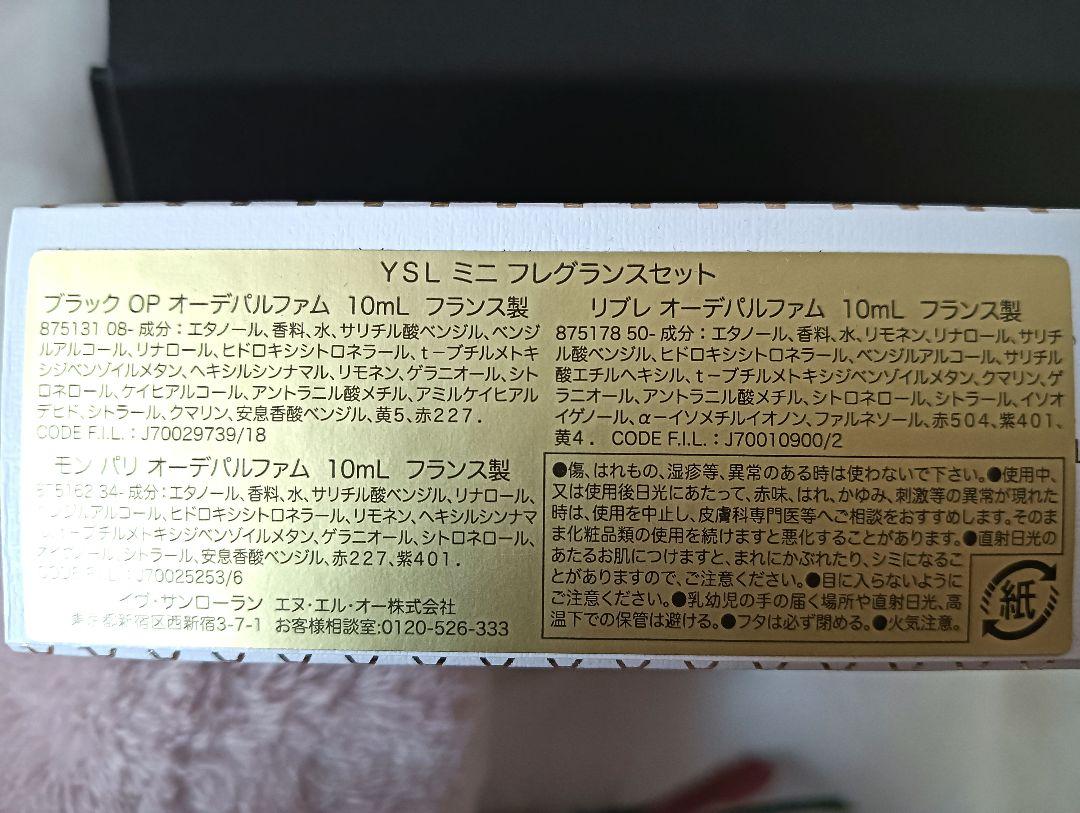 YSL ミニ フレグランスセット
ブラック OP オーデパルファム 10mL フランス製
875131 08- 成分：エタノール、香料、水、サリチル酸ベンジル、ベンジ
ルアルコール、リナロール、ヒドロキシシトロネラール、t－ブチルメトキ
シジベンゾイルメタン、ヘキシルシンナマル、リモネン、ゲラニオール、シト
ロネロール、ケイヒアルコール、アントラニル酸メチル、アミルケイヒアル
デヒド、シトラール、クマリン、安息香酸ベンジル、黄5、赤227．
CODE F.I.L.：J70029739/18
モン パリ オーデパルファム 10mL フランス製
875162 34- 成分：エタノール、香料、水、サリチル酸ベンジル、リナロール、
ベンジルアルコール、ヒドロキシシトロネラール、リモネン、ヘキシルシンナマ
ル、t－ブチルメトキシジベンゾイルメタン、ゲラニオール、シトロネロール、
シトラール、安息香酸ベンジル、赤227、紫401．
CODE F.I.L.：J70025253/6
イヴ・サンローラン エヌ・エル・オー株式会社
東京都新宿区西新宿3-7-1 お客様相談室:0120-526-333
リブレ オーデパルファム 10mL フランス製
875178 50- 成分：エタノール、香料、水、リモネン、リナロール、サリチ
ル酸ベンジル、ヒドロキシシトロネラール、ベンジルアルコール、サリチル
酸エチルヘキシル、t－ブチルメトキシジベンゾイルメタン、クマリン、ゲ
ラニオール、アントラニル酸メチル、シトロネロール、シトラール、イソオ
イゲノール、α－イソメチルイオノン、ファルネソール、赤504、紫401、
黄4． CODE F.I.L.：J70010900/2
●傷、はれもの、湿疹等、異常のある時は使わないで下さい。●使用中、
又は使用後日光にあたって、赤味、はれ、かゆみ、刺激等の異常が現れた
時は、使用を中止し、皮膚科専門医等へご相談をおすすめします。そのま
ま化粧品類の使用を続けますと悪化することがあります。●直射日光の
あたるお肌につけますと、まれにかぶれたり、シミになるこ
とがありますので、ご注意ください。●目に入らないように
ご注意ください。●乳幼児の手の届く場所や直射日光、高
温下での保管は避ける。●フタは必ず閉める。●火気注意。
紙